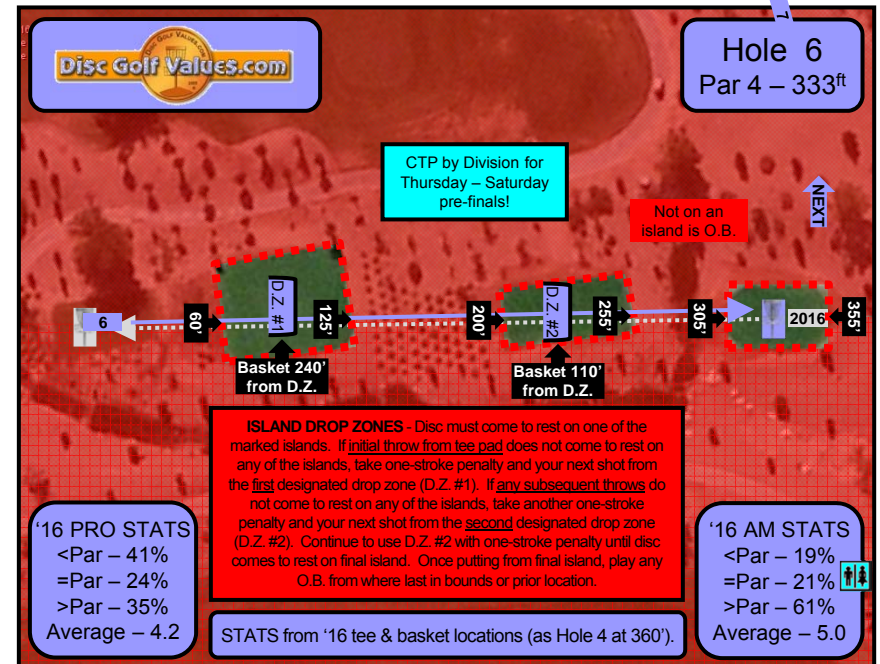 Disc Golf Values.com
Disc Golf Values.com
Hole 6
Par 4 – 333ft
7
CTP by Division for
Thursday – Saturday
pre-finals!
Not on an
island is O.B.
NEXT
6
60'
D.Z. #1
125'
200'
D.Z. #2
255'
305'
2016
355'
Basket 240'
from D.Z.
Basket 110'
from D.Z.
ISLAND DROP ZONES - Disc must come to rest on one of the
marked islands. If initial throw from tee pad does not come to rest on
any of the islands, take one-stroke penalty and your next shot from
the first designated drop zone (D.Z. #1). If any subsequent throws do
not come to rest on any of the islands, take another one-stroke
penalty and your next shot from the second designated drop zone
(D.Z. #2). Continue to use D.Z. #2 with one-stroke penalty until disc
comes to rest on final island. Once putting from final island, play any
O.B. from where last in bounds or prior location.
'16 PRO STATS
<Par – 41%
=Par – 24%
>Par – 35%
Average – 4.2
STATS from '16 tee & basket locations (as Hole 4 at 360').
'16 AM STATS
<Par – 19%
=Par – 21%
>Par – 61%
Average – 5.0